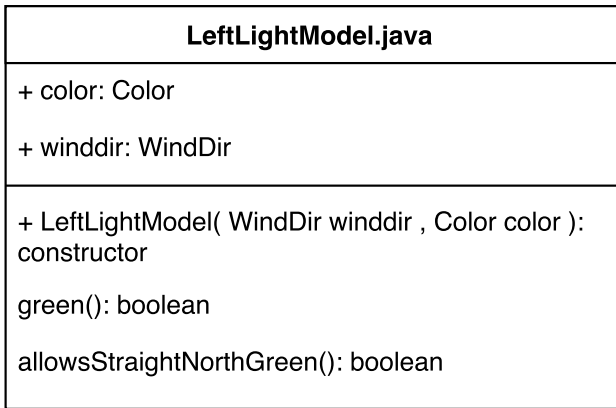 LeftLightModel.java
+ color: Color
+ winddir: WindDir
+ LeftLightModel( WindDir winddir , Color color ):
constructor
green(): boolean
allowsStraightNorthGreen(): boolean